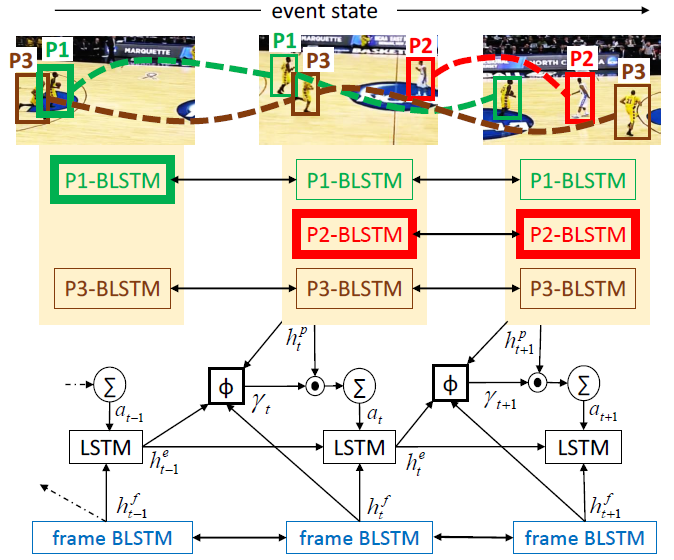 event state
P3 P1 P1 P3 P2 P2 P3
MARQUETTE
NORTH CAR
P1-BLSTM P1-BLSTM P1-BLSTM
P2-BLSTM P2-BLSTM
P3-BLSTM P3-BLSTM P3-BLSTM
h_t^p h_{t+1}^p
Σ ϕ γ_t Σ ϕ γ_{t+1} Σ
a_{t-1} a_t a_{t+1}
LSTM LSTM LSTM
h_{t-1}^e h_t^e
h_{t-1}^f h_t^f h_{t+1}^f
frame BLSTM frame BLSTM frame BLSTM